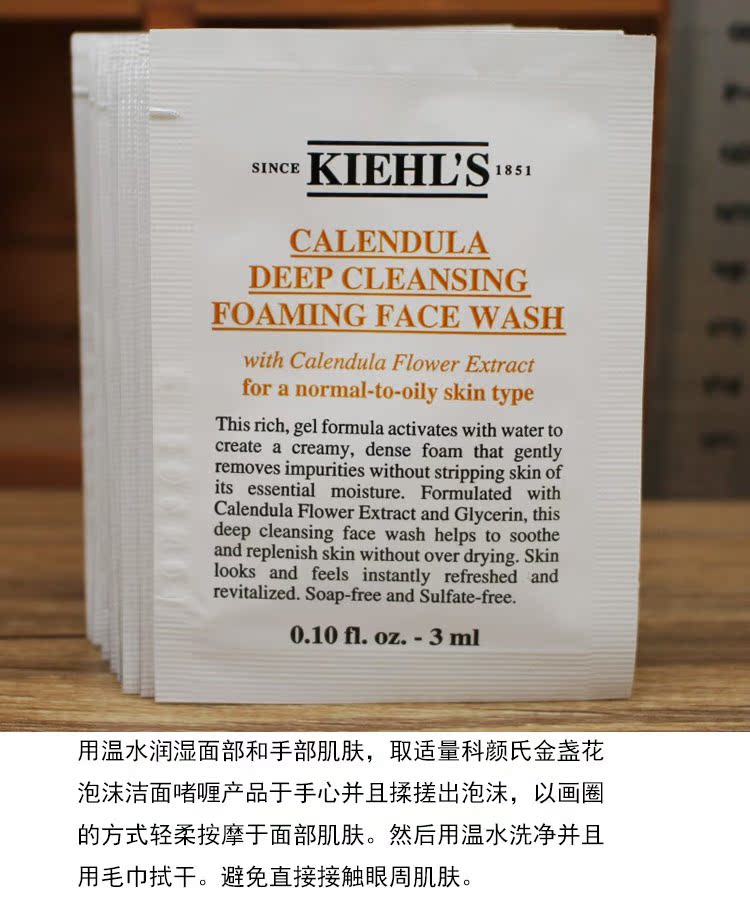 SINCE KIEHL'S 1851
CALENDULA
DEEP CLEANSING
FOAMING FACE WASH
with Calendula Flower Extract
for a normal-to-oily skin type
This rich, gel formula activates with water to
create a creamy, dense foam that gently
removes impurities without stripping skin of
its essential moisture. Formulated with
Calendula Flower Extract and Glycerin, this
deep cleansing face wash helps to soothe
and replenish skin without over drying. Skin
looks and feels instantly refreshed and
revitalized. Soap-free and Sulfate-free.
0.10 fl. oz. - 3 ml
用温水润湿面部和手部肌肤，取适量科颜氏金盏花
泡沫洁面啫喱产品于手心并且揉搓出泡沫，以画圈
的方式轻柔按摩于面部肌肤。然后用温水洗净并且
用毛巾拭干。避免直接接触眼周肌肤。